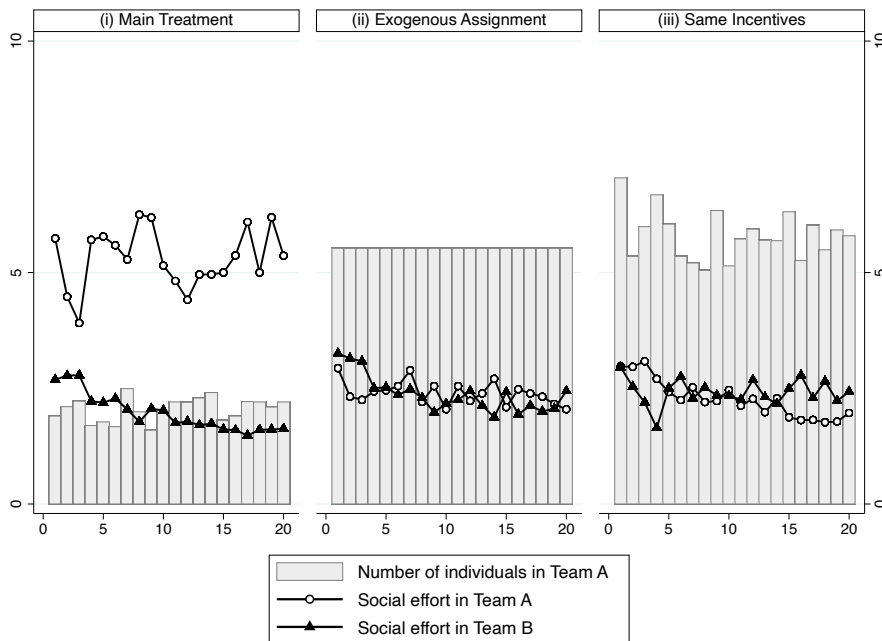 (i) Main Treatment
(ii) Exogenous Assignment
(iii) Same Incentives
10
5
0
10
5
0
0 5 10 15 20
0 5 10 15 20
0 5 10 15 20
Number of individuals in Team A
Social effort in Team A
Social effort in Team B